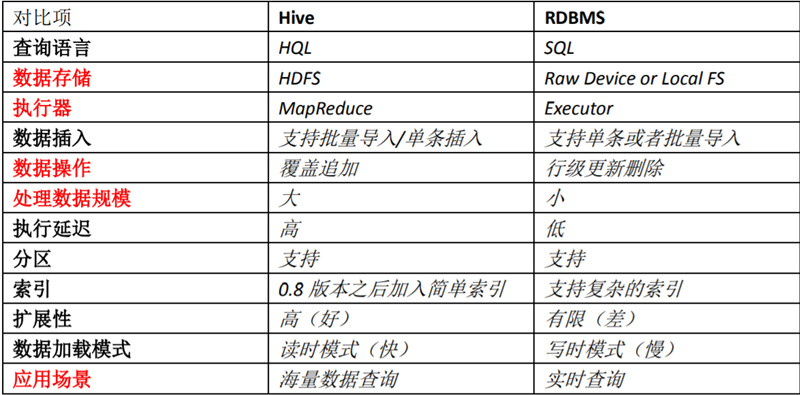 对比项 Hive RDBMS
查询语言 HQL SQL
数据存储 HDFS Raw Device or Local FS
执行器 MapReduce Executor
数据插入 支持批量导入/单条插入 支持单条或者批量导入
数据操作 覆盖追加 行级更新删除
处理数据规模 大 小
执行延迟 高 低
分区 支持 支持
索引 0.8 版本之后加入简单索引 支持复杂的索引
扩展性 高（好） 有限（差）
数据加载模式 读时模式（快） 写时模式（慢）
应用场景 海量数据查询 实时查询